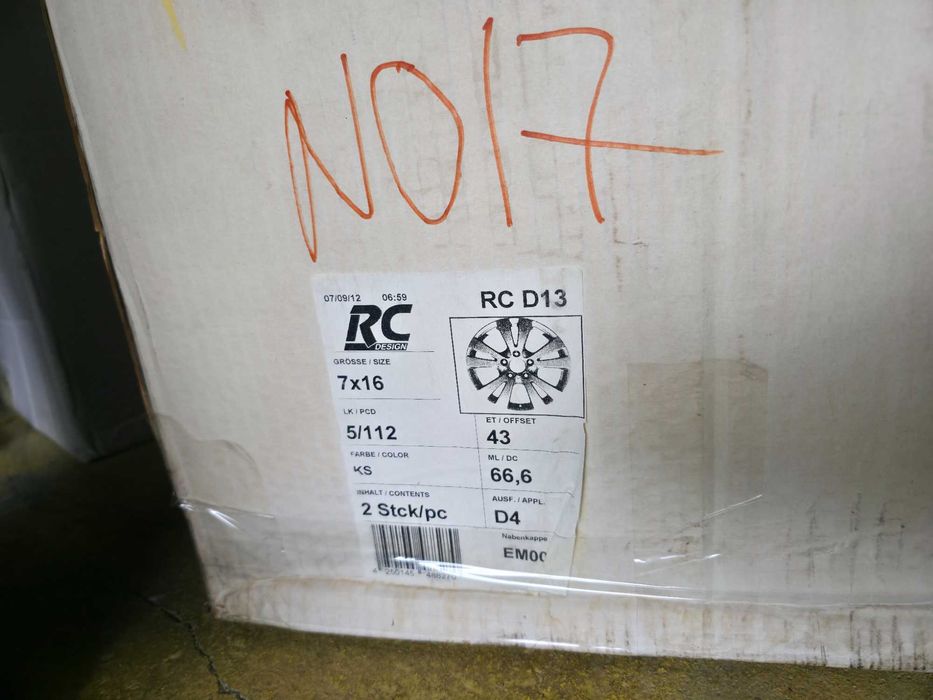 NO17
07/09/12 06:59
RC D13
RC
DESIGN
GRÖSSE / SIZE
7x16
LK / PCD
5/112
ET / OFFSET
43
FARBE / COLOR
KS
ML / DC
66,6
INHALT / CONTENTS
2 Stck/pc
AUSF. / APPL.
D4
Nabenkappe
EM00